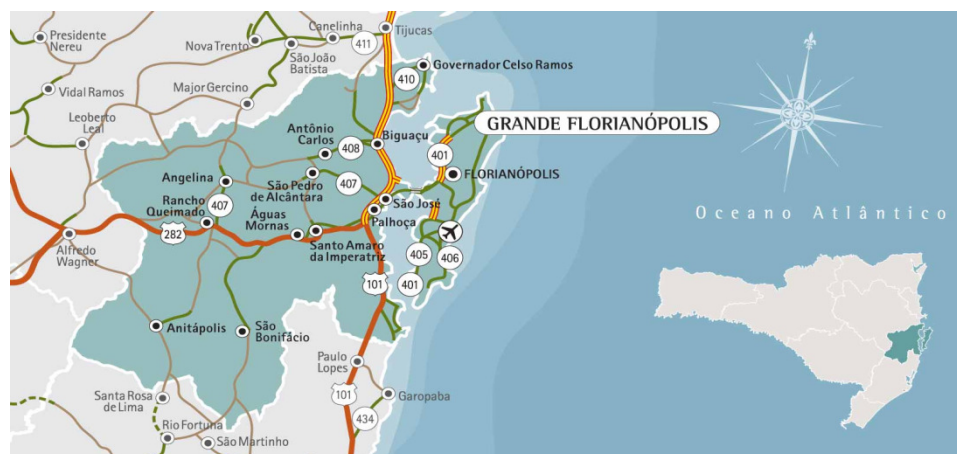 Canelinha
Tijucas
Presidente
Nereu
Nova Trento
411
São João
Batista
Governador Celso Ramos
410
Major Gercino
Vidal Ramos
Leoberto
Leal
GRANDE FLORIANÓPOLIS
Antônio
Carlos
Biguaçu
408
401
FLORIANÓPOLIS
Angelina
São Pedro
de Alcântara
407
Rancho
Queimado
407
São José
Águas
Mornas
Palhoça
Oceano Atlântico
282
Alfredo
Wagner
Santo Amaro
da Imperatriz
405
406
101
401
Anitápolis
São
Bonifácio
Paulo
Lopes
101
Garopaba
Santa Rosa
de Lima
434
Rio Fortuna
São Martinho